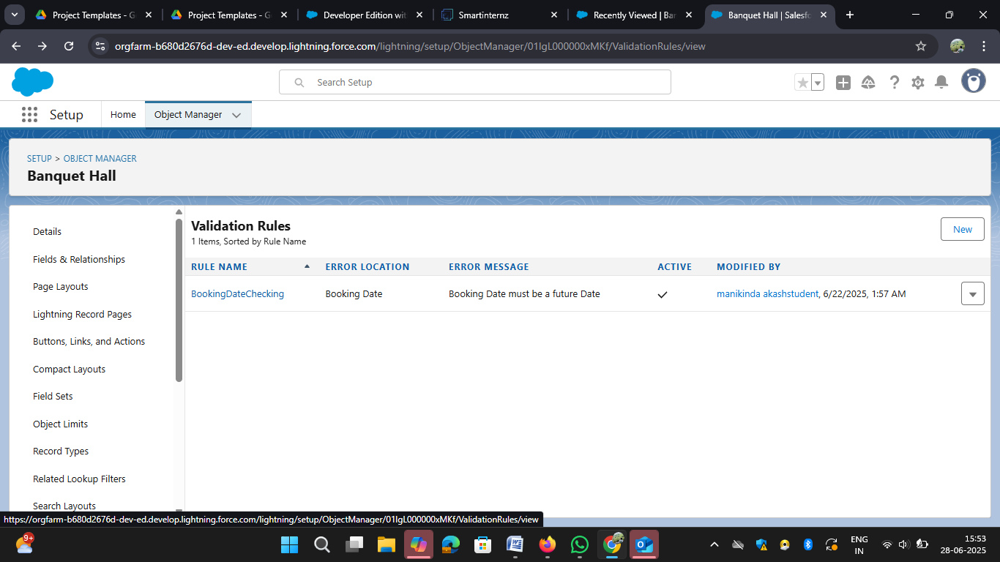 Project Templates - G
Project Templates - G
Developer Edition wit
Smartinternz
Recently Viewed | Ban
Banquet Hall | Salesfo
orgfarm-b680d2676d-dev-ed.develop.lightning.force.com/lightning/setup/ObjectManager/01IgL000000xMKf/ValidationRules/view
Search Setup
Setup
Home
Object Manager
SETUP > OBJECT MANAGER
Banquet Hall
Details
Fields & Relationships
Page Layouts
Lightning Record Pages
Buttons, Links, and Actions
Compact Layouts
Field Sets
Object Limits
Record Types
Related Lookup Filters
Search Layouts
Validation Rules
1 Items, Sorted by Rule Name
New
RULE NAME ERROR LOCATION ERROR MESSAGE ACTIVE MODIFIED BY
BookingDateChecking Booking Date Booking Date must be a future Date manikinda akashstudent, 6/22/2025, 1:57 AM
https://orgfarm-b680d2676d-dev-ed.develop.lightning.force.com/lightning/setup/ObjectManager/01IgL000000xMKf/ValidationRules/view
9+
ENG
IN
15:53
28-06-2025